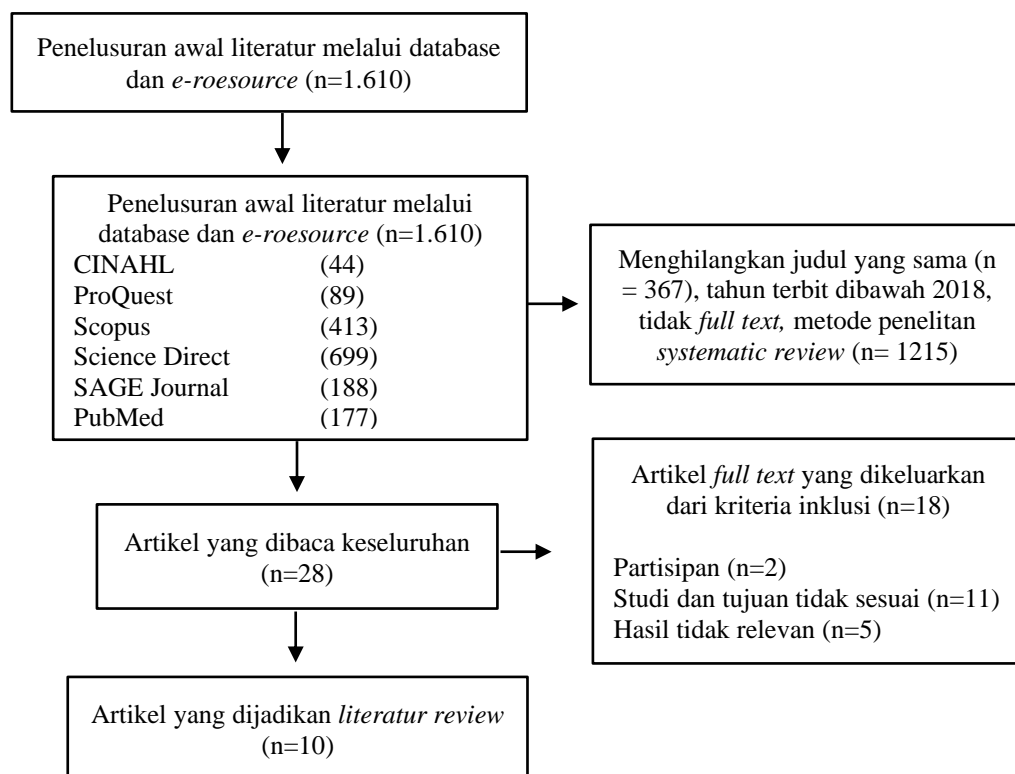 Penelusuran awal literatur melalui database
dan e-roesource (n=1.610)
Penelusuran awal literatur melalui
database dan e-roesource (n=1.610)
CINAHL (44)
ProQuest (89)
Scopus (413)
Science Direct (699)
SAGE Journal (188)
PubMed (177)
Menghilangkan judul yang sama (n
= 367), tahun terbit dibawah 2018,
tidak full text, metode penelitan
systematic review (n= 1215)
Artikel yang dibaca keseluruhan
(n=28)
Artikel full text yang dikeluarkan
dari kriteria inklusi (n=18)
Partisipan (n=2)
Studi dan tujuan tidak sesuai (n=11)
Hasil tidak relevan (n=5)
Artikel yang dijadikan literatur review
(n=10)